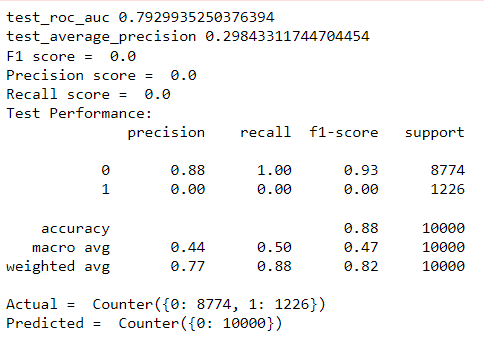 test_roc_auc 0.7929935250376394
test_average_precision 0.29843311744704454
F1 score =  0.0
Precision score =  0.0
Recall score =  0.0
Test Performance:
              precision    recall  f1-score   support

           0       0.88      1.00      0.93      8774
           1       0.00      0.00      0.00      1226

    accuracy                           0.88     10000
   macro avg       0.44      0.50      0.47     10000
weighted avg       0.77      0.88      0.82     10000

Actual =  Counter({0: 8774, 1: 1226})
Predicted =  Counter({0: 10000})